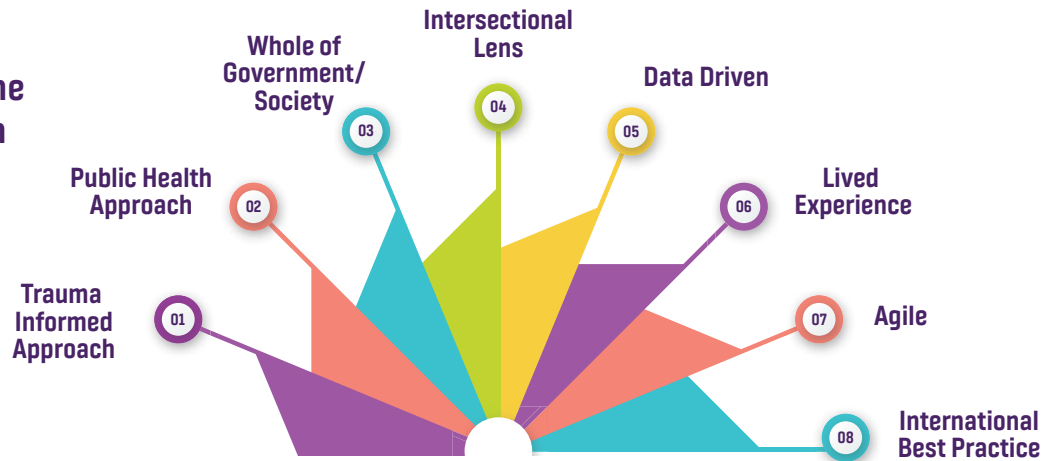 Trauma
Informed
Approach
01
Public Health
Approach
02
Whole of
Government/
Society
03
Intersectional
Lens
04
Data Driven
05
Lived
Experience
06
Agile
07
International
Best Practice
08